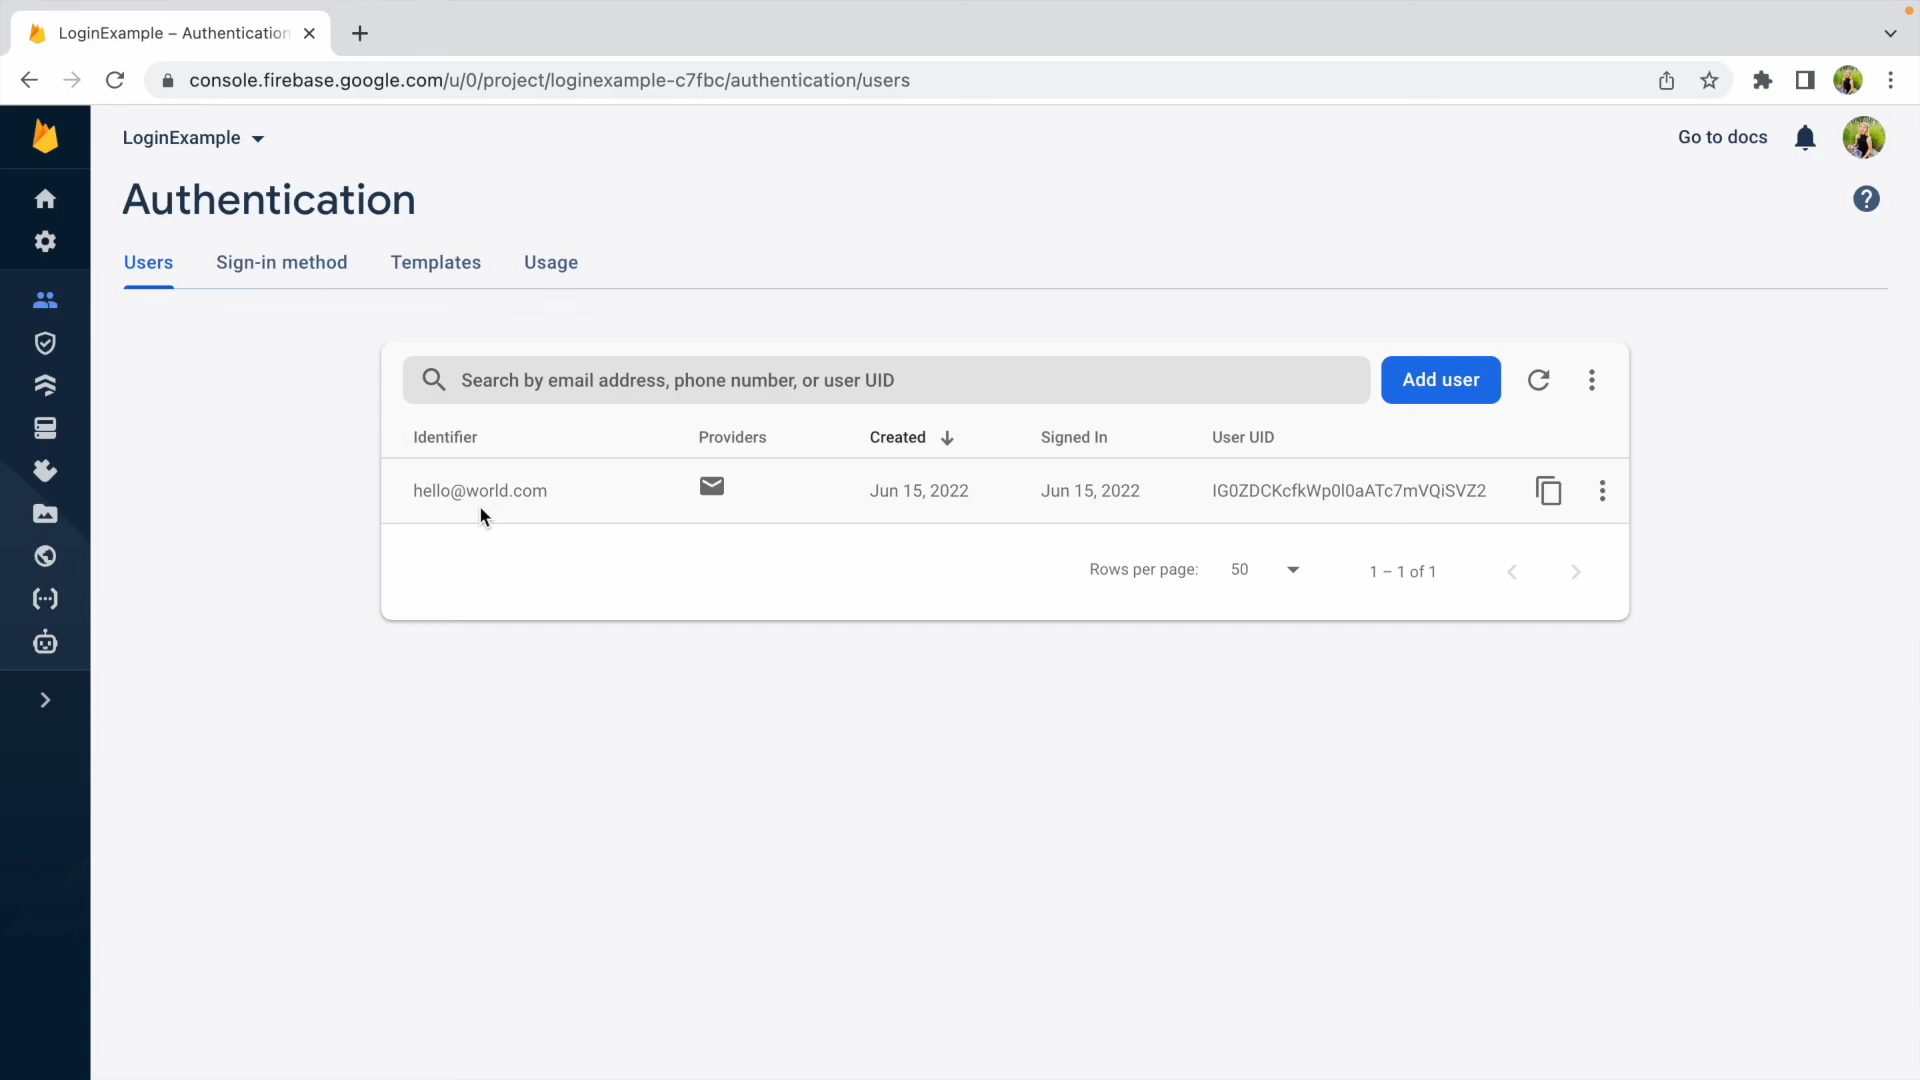 LoginExample – Authentication
console.firebase.google.com/u/0/project/loginexample-c7fbc/authentication/users
LoginExample
Go to docs
Authentication
Users Sign-in method Templates Usage
Search by email address, phone number, or user UID
Add user
Identifier Providers Created Signed In User UID
hello@world.com Jun 15, 2022 Jun 15, 2022 IG0ZDCKcfkWp0l0aATc7mVQiSVZ2
Rows per page: 50 1 – 1 of 1